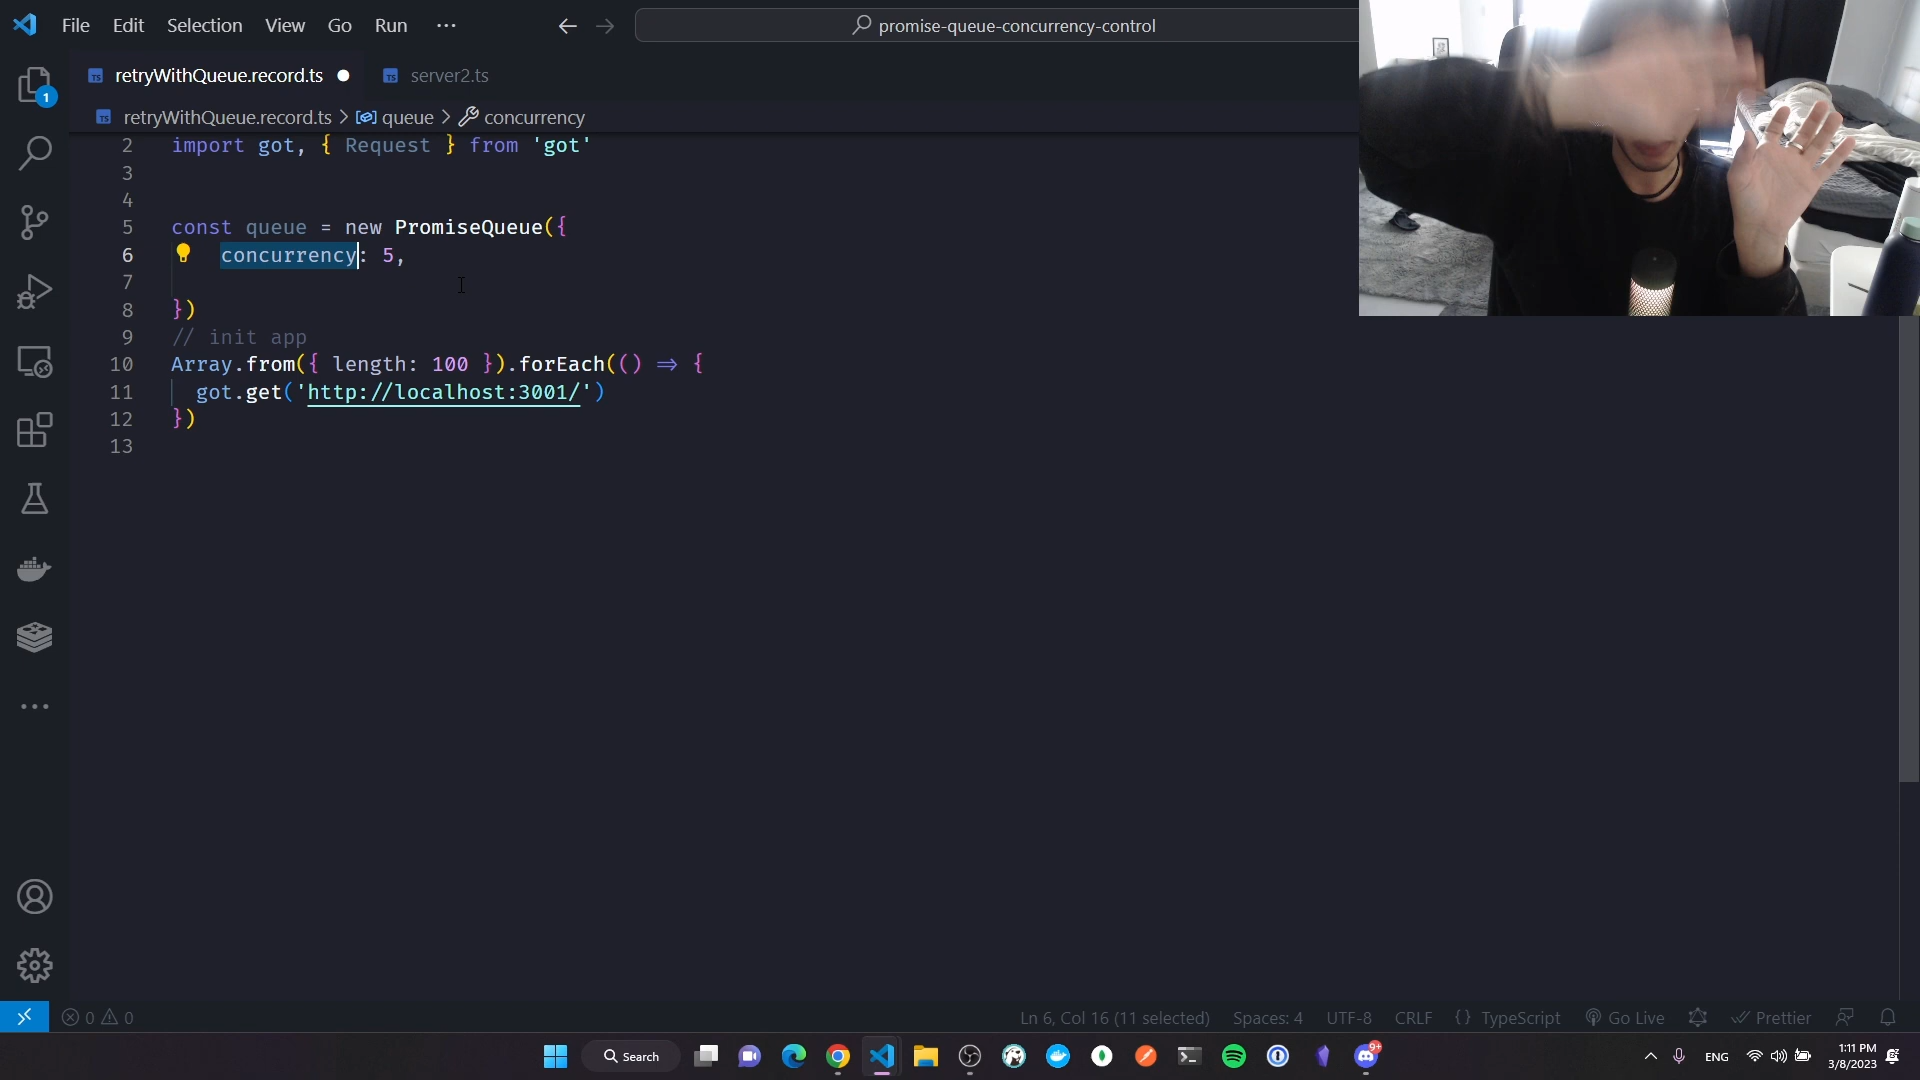 File Edit Selection View Go Run ··· promise-queue-concurrency-control
retryWithQueue.record.ts server2.ts
retryWithQueue.record.ts > queue > concurrency
2 import got, { Request } from 'got'
3
4
5 const queue = new PromiseQueue({
6 concurrency: 5,
7
8 })
9 // init app
10 Array.from({ length: 100 }).forEach(() => {
11 got.get('http://localhost:3001/')
12 })
13
1
0 0 Ln 6, Col 16 (11 selected) Spaces: 4 UTF-8 CRLF {} TypeScript Go Live Prettier
Search 9+ ENG 1:11 PM
3/8/2023